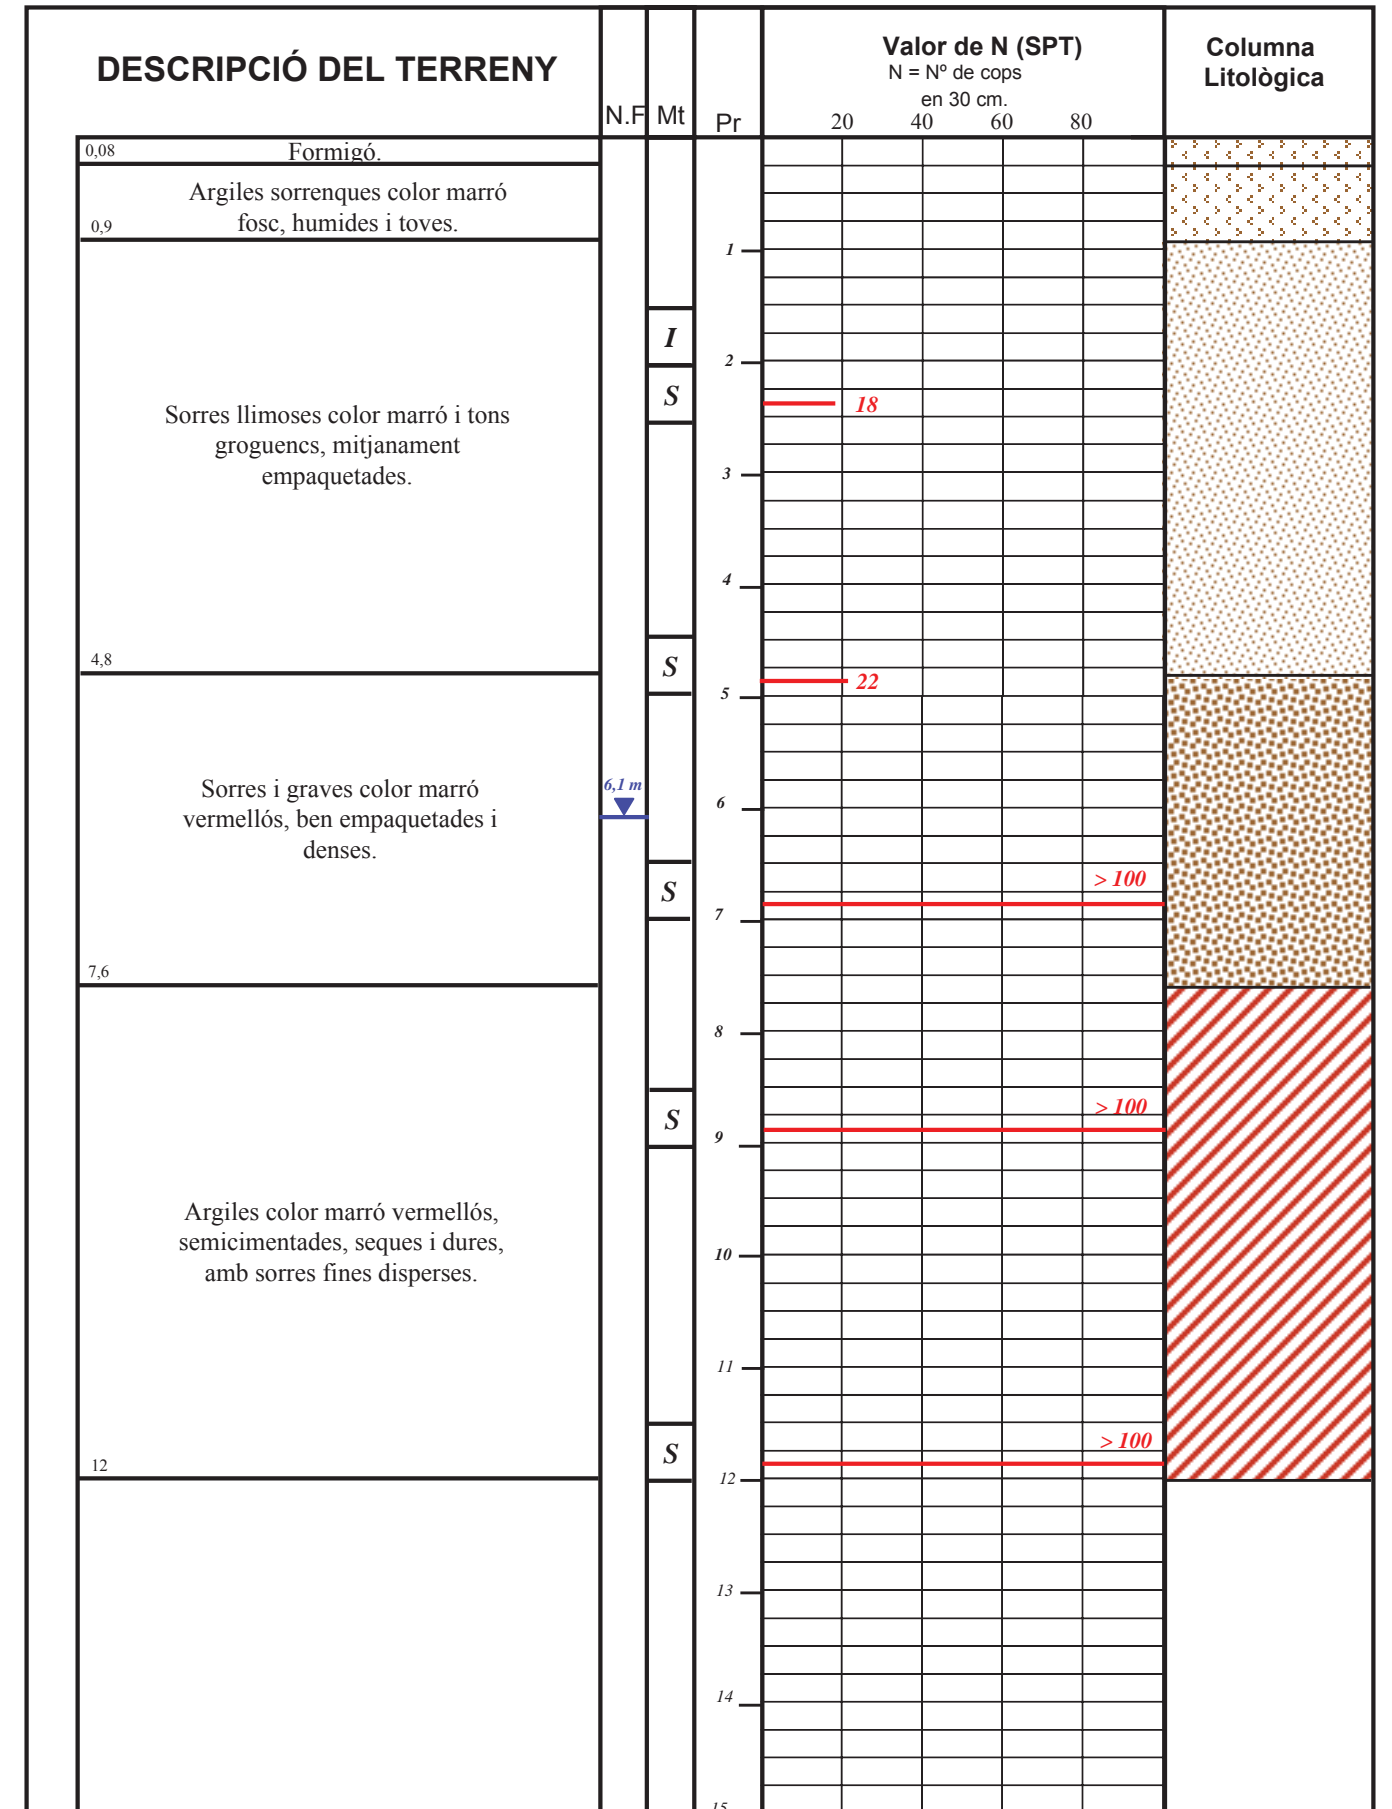 DESCRIPCIÓ DEL TERRENY
N.F
Mt
Pr
Valor de N (SPT)
N = Nº de cops
en 30 cm.
20 40 60 80
Columna
Litològica
0,08
Formigó.
Argiles sorrenques color marró
fosc, humides i toves.
0,9
1
I
2
S
18
Sorres llimoses color marró i tons
groguencs, mitjanament
empaquetades.
3
4
4,8
S
22
5
Sorres i graves color marró
vermellós, ben empaquetades i
denses.
6,1 m
6
> 100
S
7
7,6
8
> 100
S
9
Argiles color marró vermellós,
semicimentades, seques i dures,
amb sorres fines disperses.
10
11
> 100
S
12
12
13
14
15